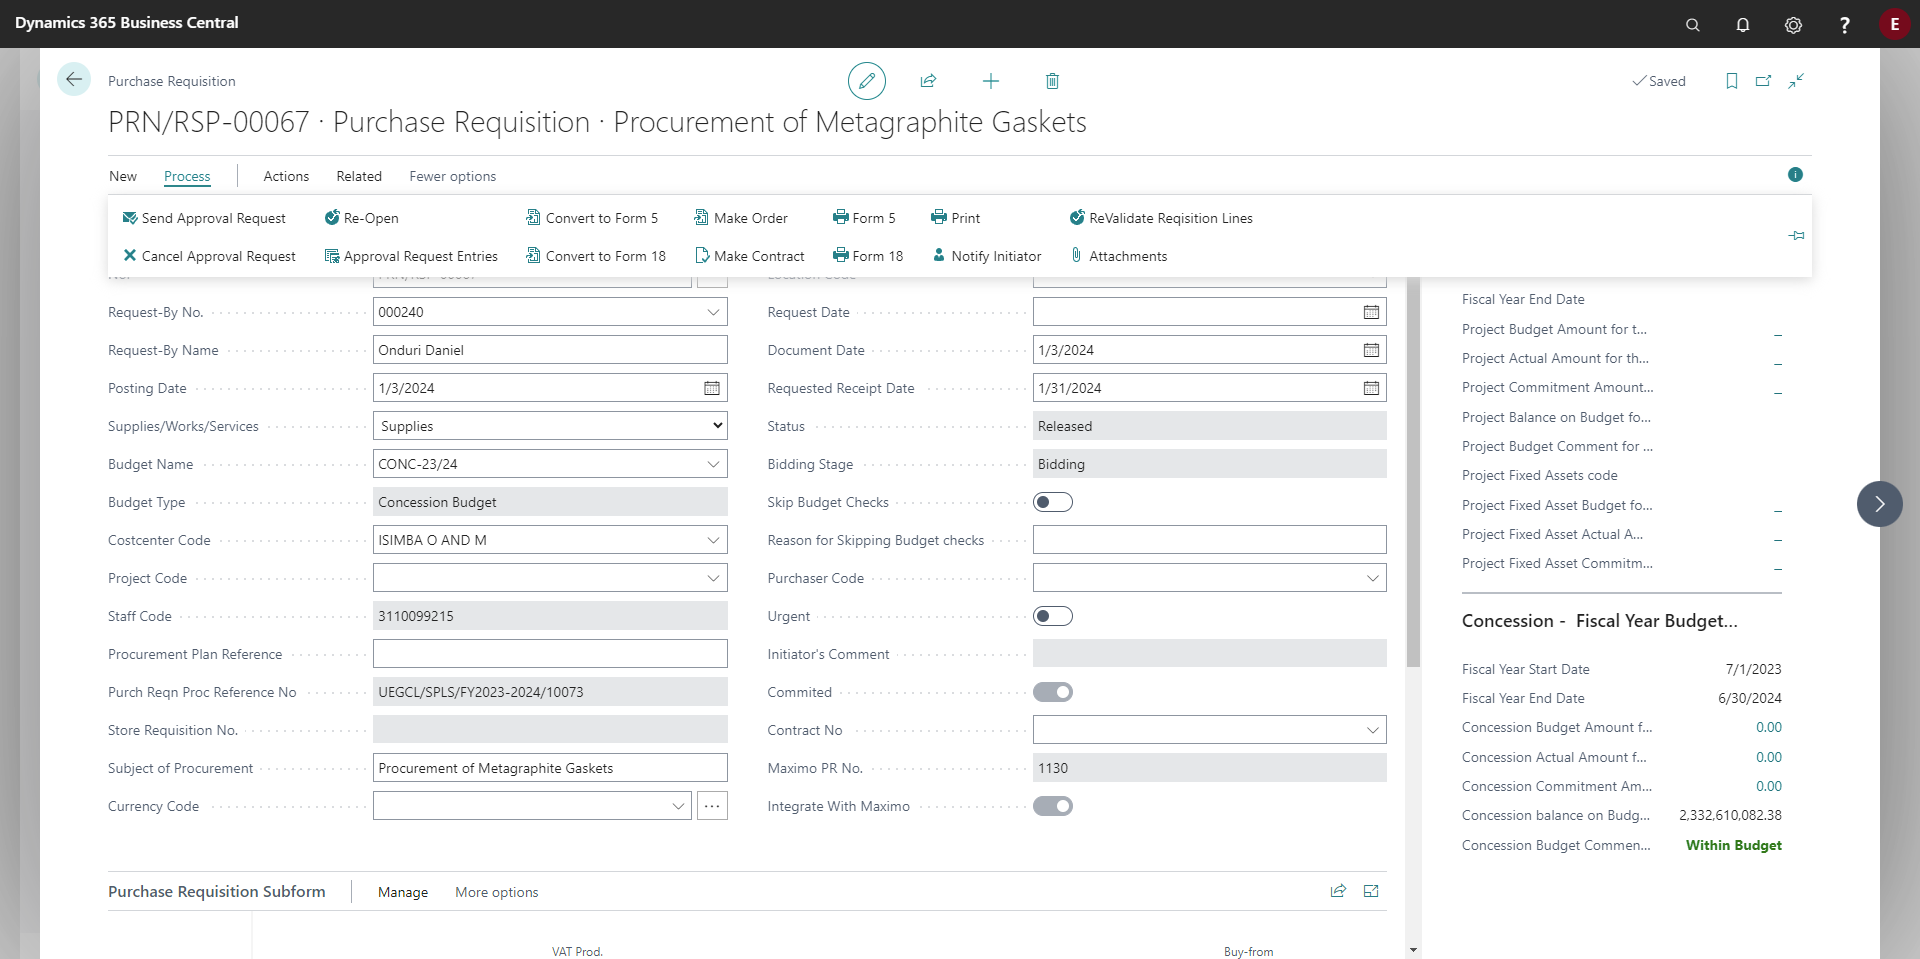 Dynamics 365 Business Central
E
Purchase Requisition
Saved
PRN/RSP-00067 · Purchase Requisition · Procurement of Metagraphite Gaskets
New Process Actions Related Fewer options
Send Approval Request Re-Open Convert to Form 5 Make Order Form 5 Print ReValidate Reqisition Lines
Cancel Approval Request Approval Request Entries Convert to Form 18 Make Contract Form 18 Notify Initiator Attachments
Request-By No. 000240
Request-By Name Onduri Daniel
Posting Date 1/3/2024
Supplies/Works/Services Supplies
Budget Name CONC-23/24
Budget Type Concession Budget
Costcenter Code ISIMBA O AND M
Project Code
Staff Code 3110099215
Procurement Plan Reference
Purch Reqn Proc Reference No UEGCL/SPLS/FY2023-2024/10073
Store Requisition No.
Subject of Procurement Procurement of Metagraphite Gaskets
Currency Code
Request Date
Document Date 1/3/2024
Requested Receipt Date 1/31/2024
Status Released
Bidding Stage Bidding
Skip Budget Checks
Reason for Skipping Budget checks
Purchaser Code
Urgent
Initiator's Comment
Commited
Contract No
Maximo PR No. 1130
Integrate With Maximo
Fiscal Year End Date
Project Budget Amount for t... _
Project Actual Amount for th... _
Project Commitment Amount... _
Project Balance on Budget fo...
Project Budget Comment for ...
Project Fixed Assets code
Project Fixed Asset Budget fo... _
Project Fixed Asset Actual A... _
Project Fixed Asset Commitm... _
Concession - Fiscal Year Budget...
Fiscal Year Start Date 7/1/2023
Fiscal Year End Date 6/30/2024
Concession Budget Amount f... 0.00
Concession Actual Amount f... 0.00
Concession Commitment Am... 0.00
Concession balance on Budg... 2,332,610,082.38
Concession Budget Commen... Within Budget
Purchase Requisition Subform Manage More options
VAT Prod. Buy-from